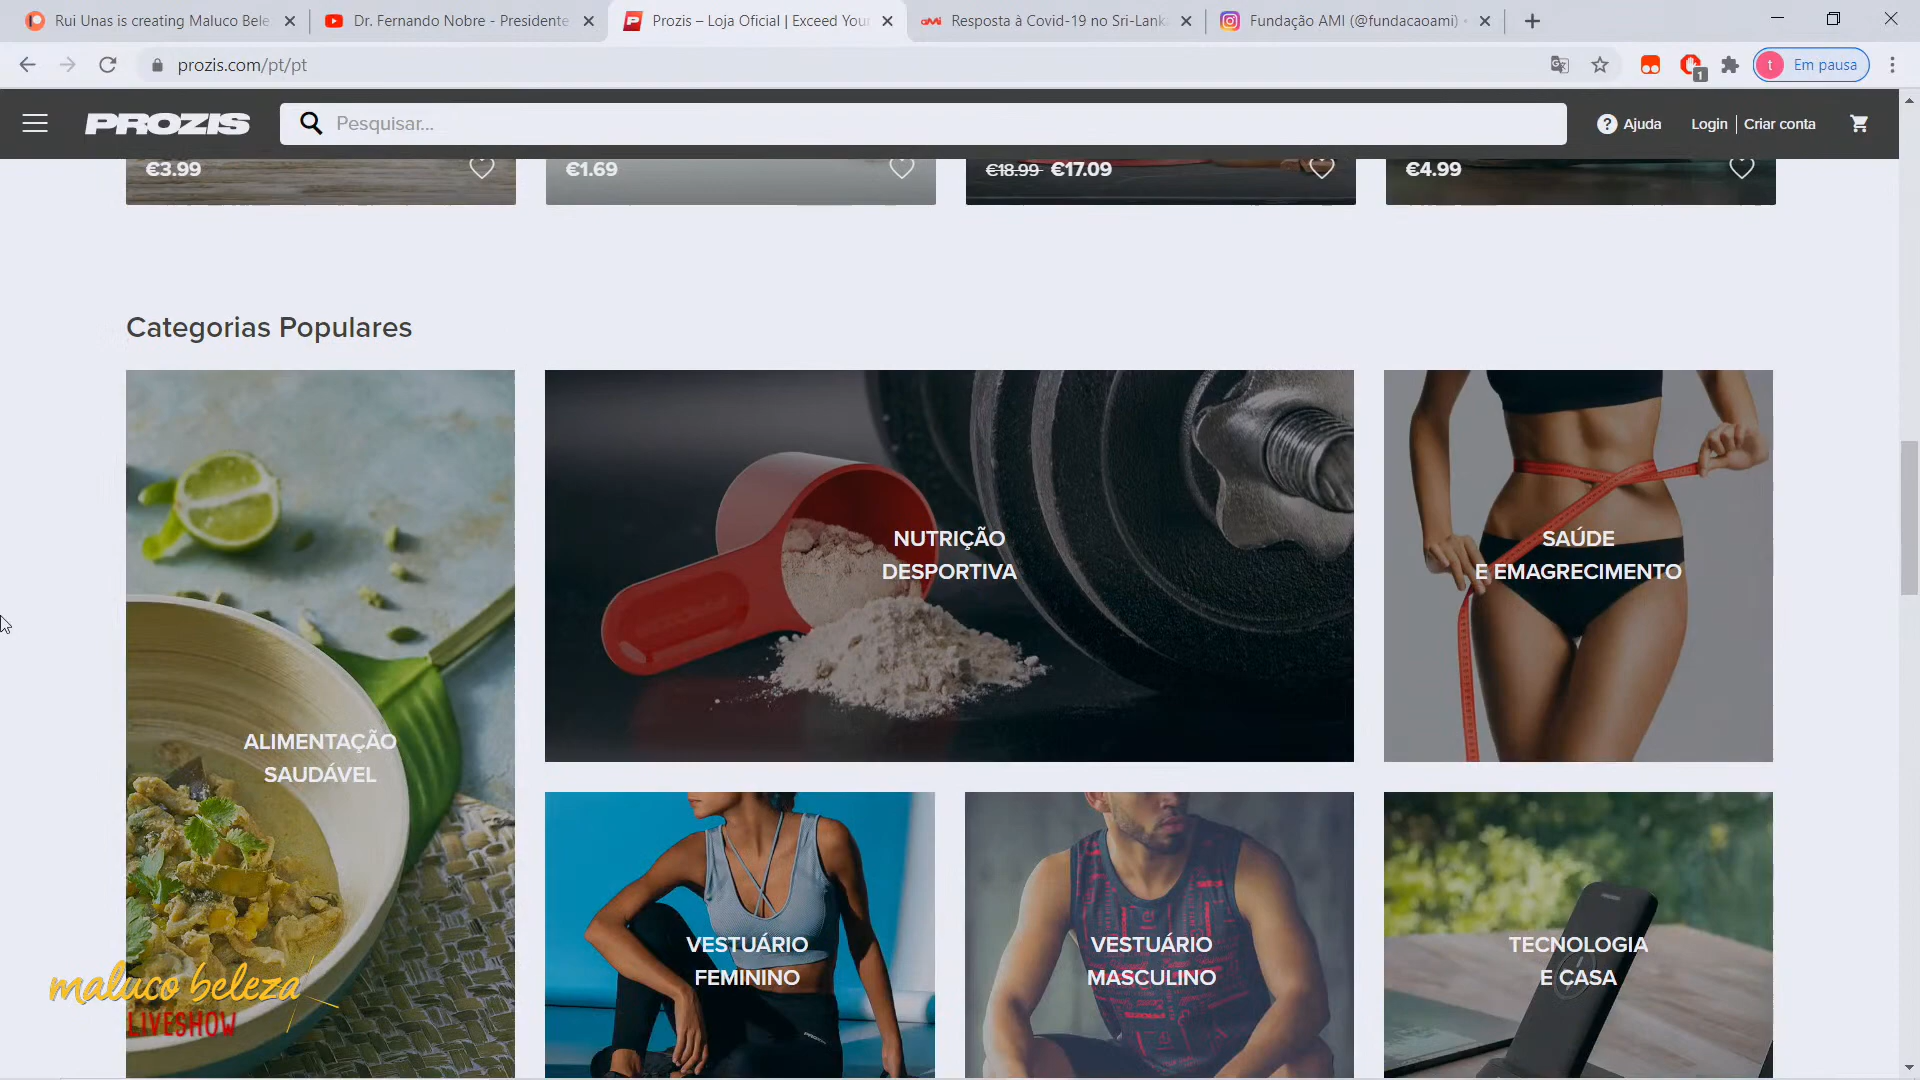 Rui Unas is creating Maluco Bele
Dr. Fernando Nobre - Presidente
Prozis – Loja Oficial | Exceed Your
Resposta à Covid-19 no Sri-Lanka
Fundação AMI (@fundacaoami) •
prozis.com/pt/pt
1
t
Em pausa
PROZIS
Pesquisar...
? Ajuda
Login | Criar conta
€3.99
€1.69
€18.99 €17.09
€4.99
Categorias Populares
NUTRIÇÃO
DESPORTIVA
SAÚDE
E EMAGRECIMENTO
ALIMENTAÇÃO
SAUDÁVEL
VESTUÁRIO
FEMININO
VESTUÁRIO
MASCULINO
TECNOLOGIA
E CASA
maluco beleza
LIVESHOW